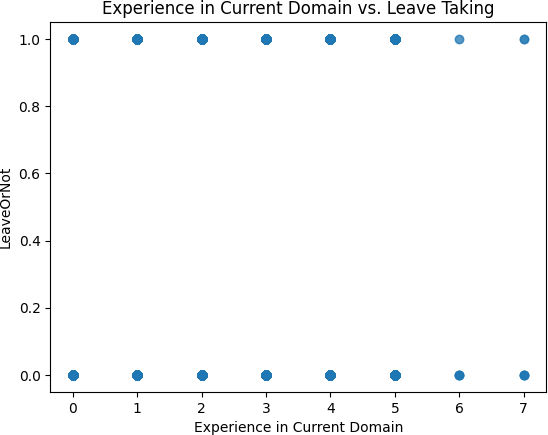 Experience in Current Domain vs. Leave Taking
1.0
0.8
0.6
0.4
0.2
0.0
LeaveOrNot
0 1 2 3 4 5 6 7
Experience in Current Domain